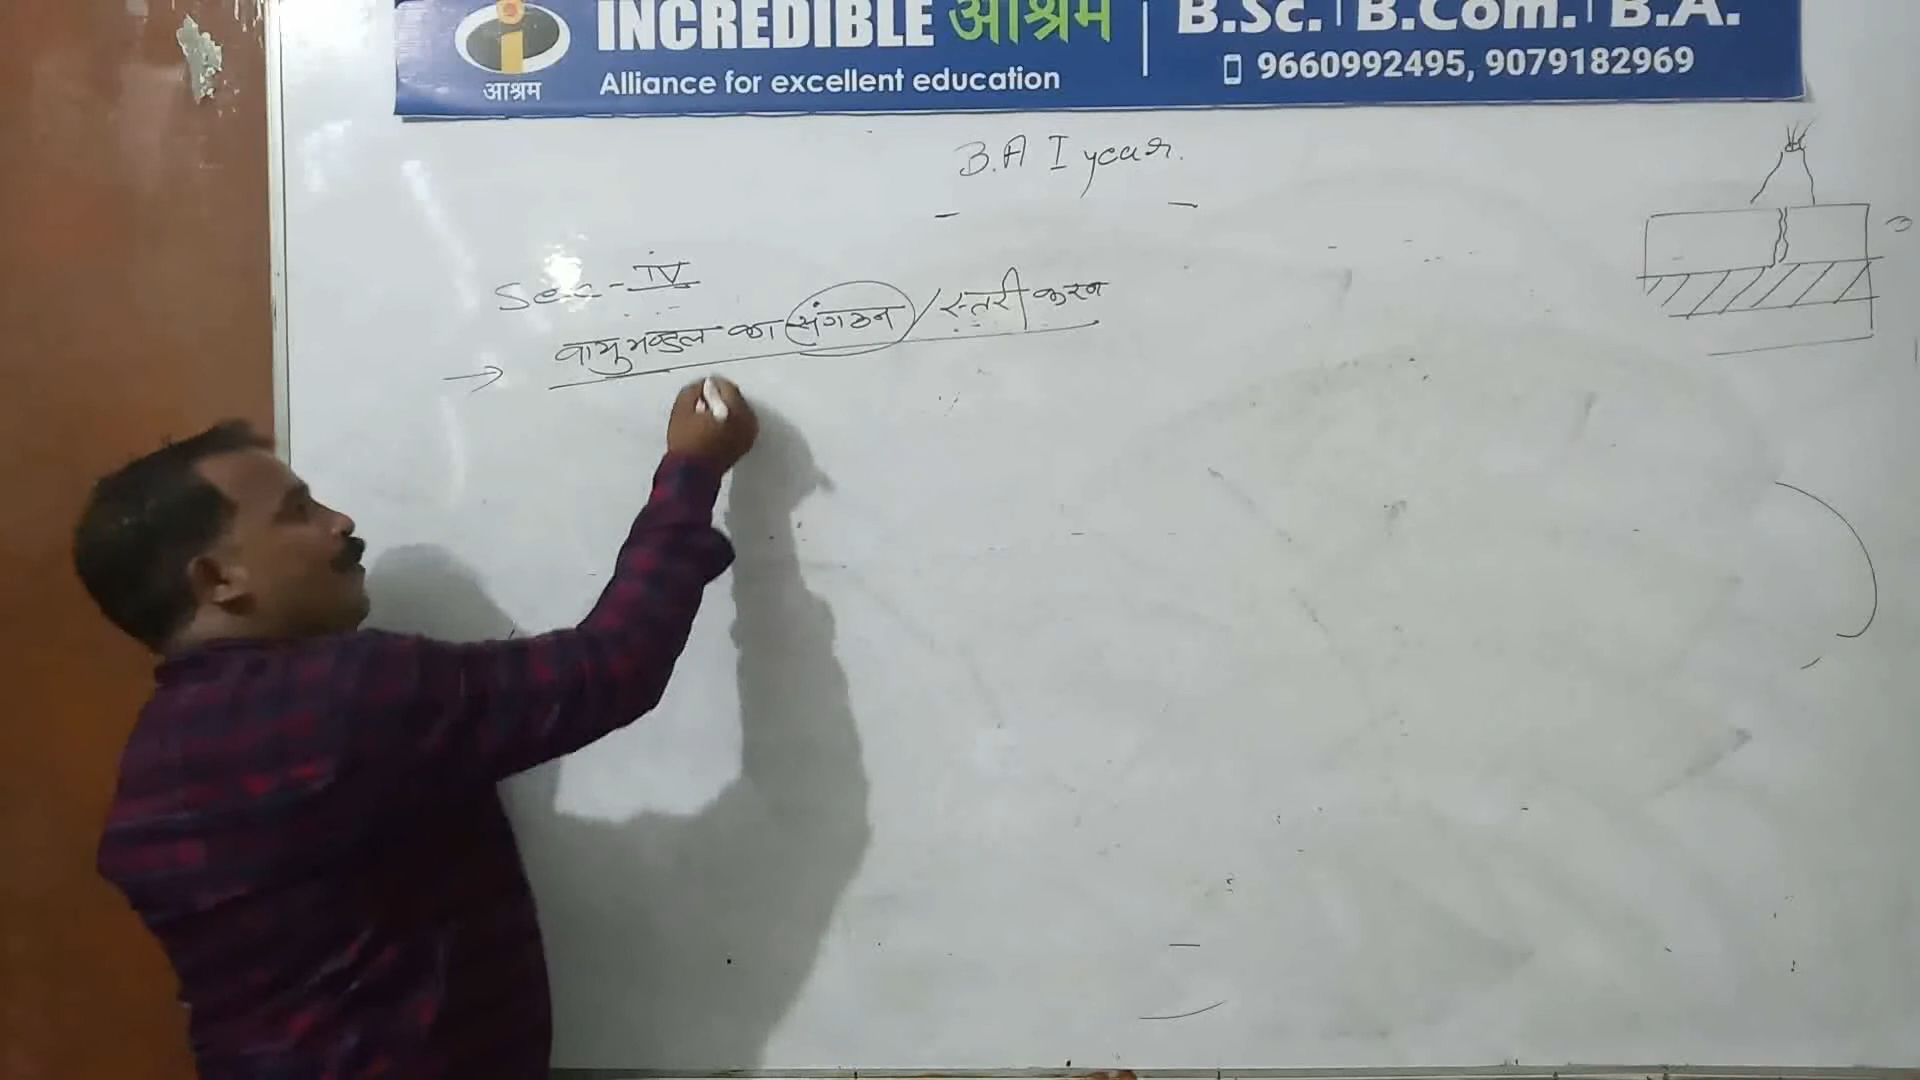 INCREDIBLE आश्रम
Alliance for excellent education
आश्रम
B.Sc. | B.Com. | B.A.
9660992495, 9079182969
B.A I year.
Sec - IV
→ वायुमण्डल का संगठन / स्तरीकरन